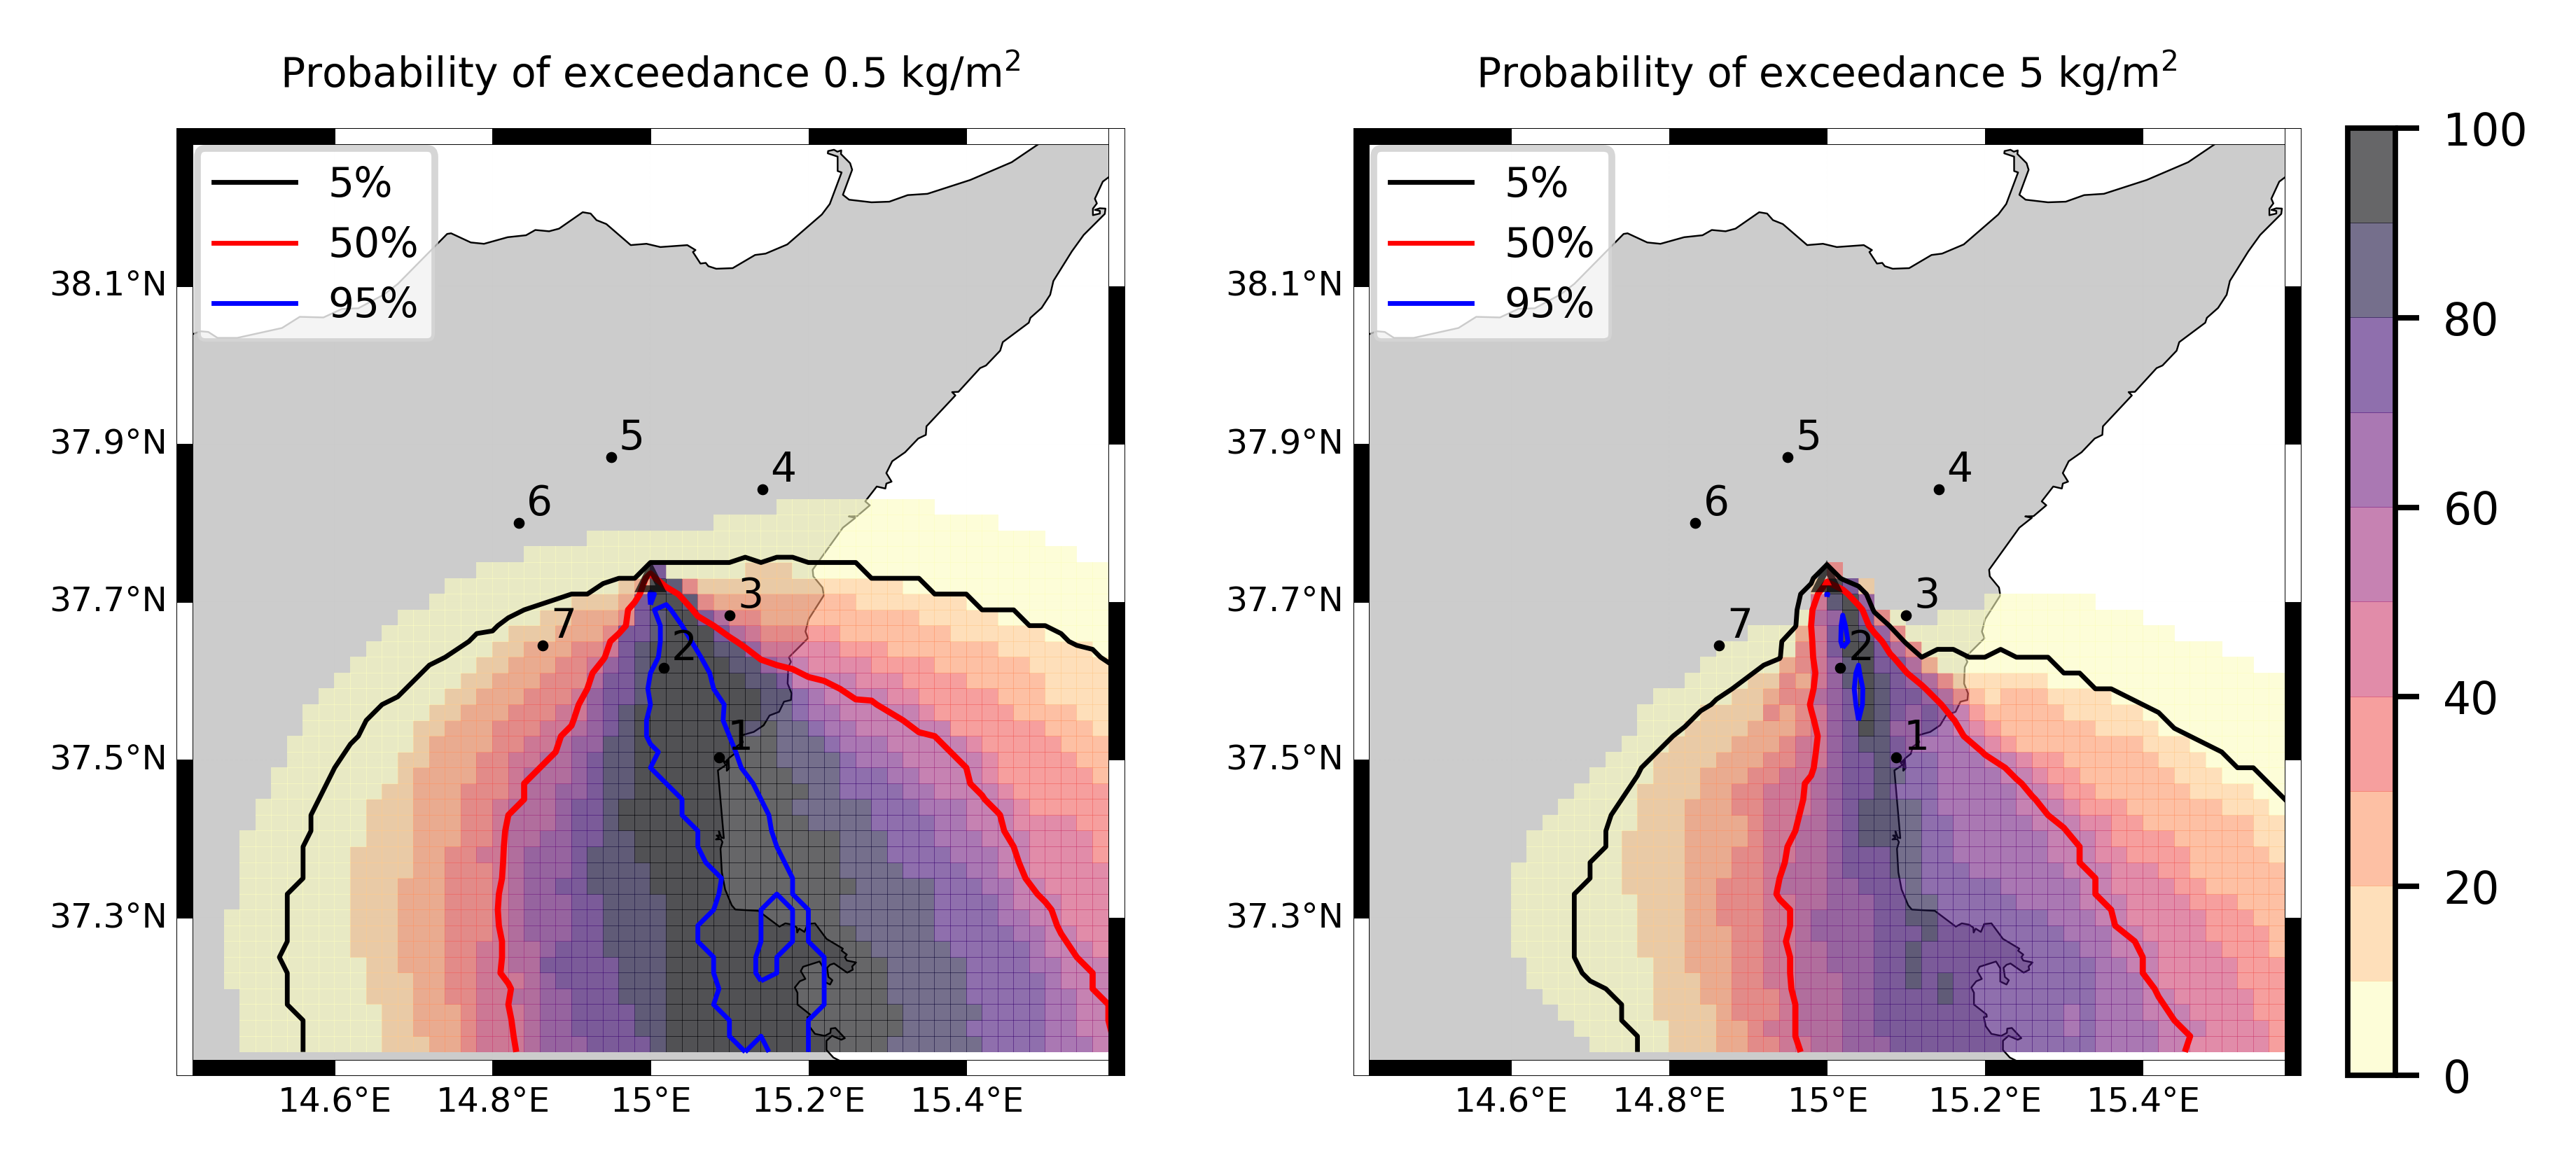 Probability of exceedance 0.5 kg/m²
5%
50%
95%
38.1°N
37.9°N
37.7°N
37.5°N
37.3°N
5
4
6
3
7
2
1
14.6°E
14.8°E
15°E
15.2°E
15.4°E
Probability of exceedance 5 kg/m²
5%
50%
95%
38.1°N
37.9°N
37.7°N
37.5°N
37.3°N
5
4
6
3
7
2
1
14.6°E
14.8°E
15°E
15.2°E
15.4°E
100
80
60
40
20
0